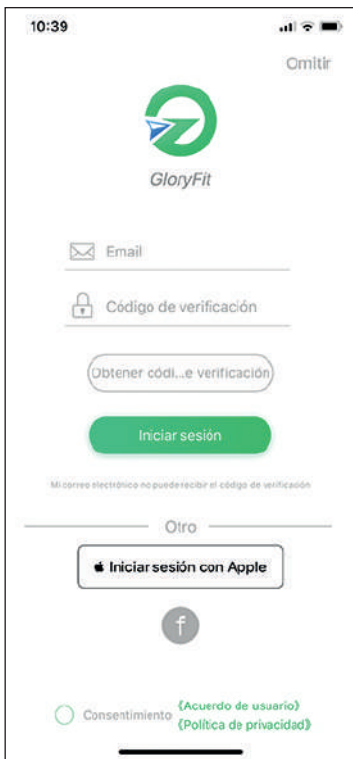 10:39
Omitir
GloryFit
Email
Código de verificación
Obtener códi...e verificación
Iniciar sesión
Mi correo electrónico no puede recibir el código de verificación
Otro
Iniciar sesión con Apple
f
Consentimiento 《Acuerdo de usuario》
《Política de privacidad》